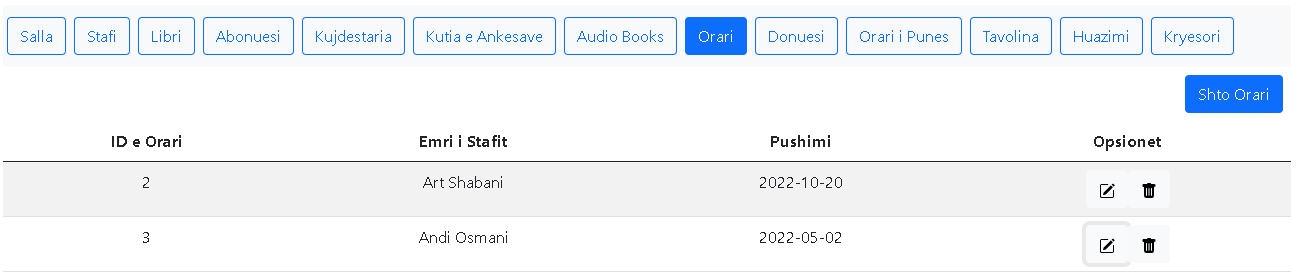 Salla Stafi Libri Abonuesi Kujdestaria Kutia e Ankesave Audio Books Orari Donuesi Orari i Punes Tavolina Huazimi Kryesori
Shto Orari
ID e Orari Emri i Stafit Pushimi Opsionet
2 Art Shabani 2022-10-20
3 Andi Osmani 2022-05-02